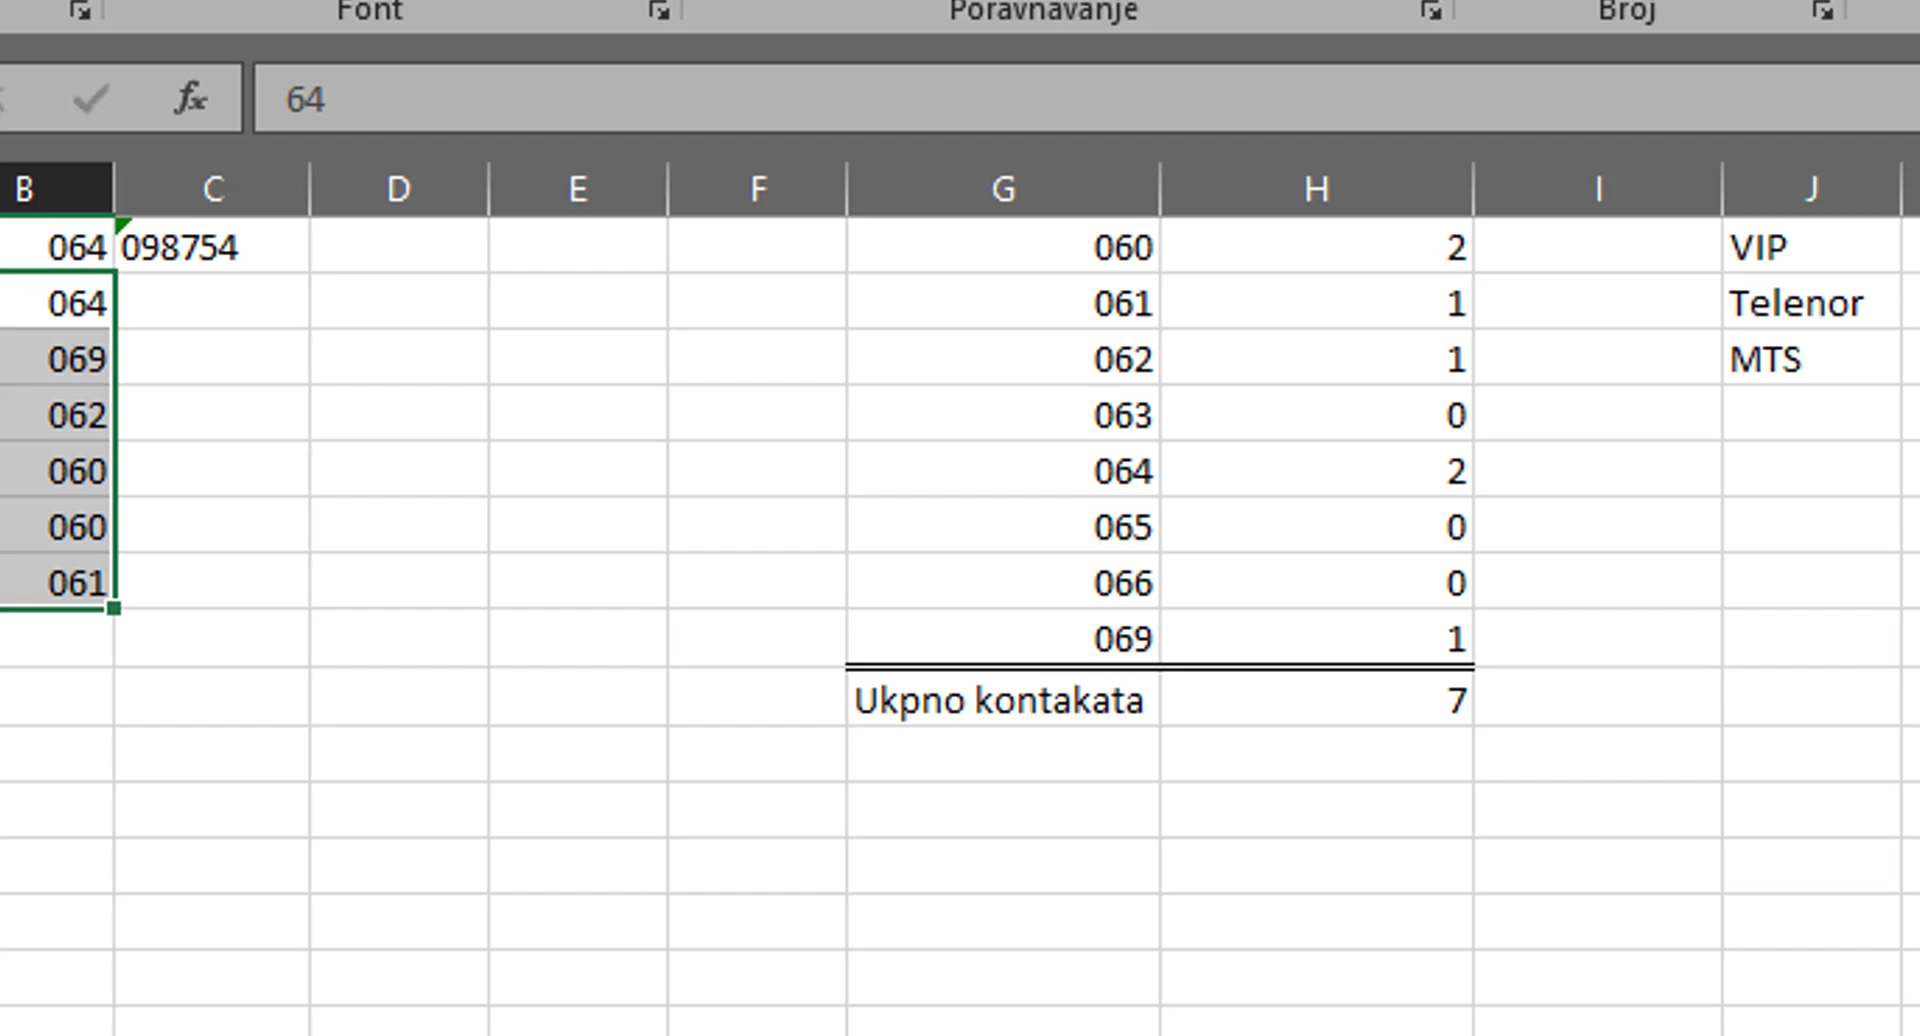 Font Poravnavanje Broj
fx 64
B C D E F G H I J
064 098754 060 2 VIP
064 061 1 Telenor
069 062 1 MTS
062 063 0
060 064 2
060 065 0
061 066 0
069 1
Ukpno kontakata 7